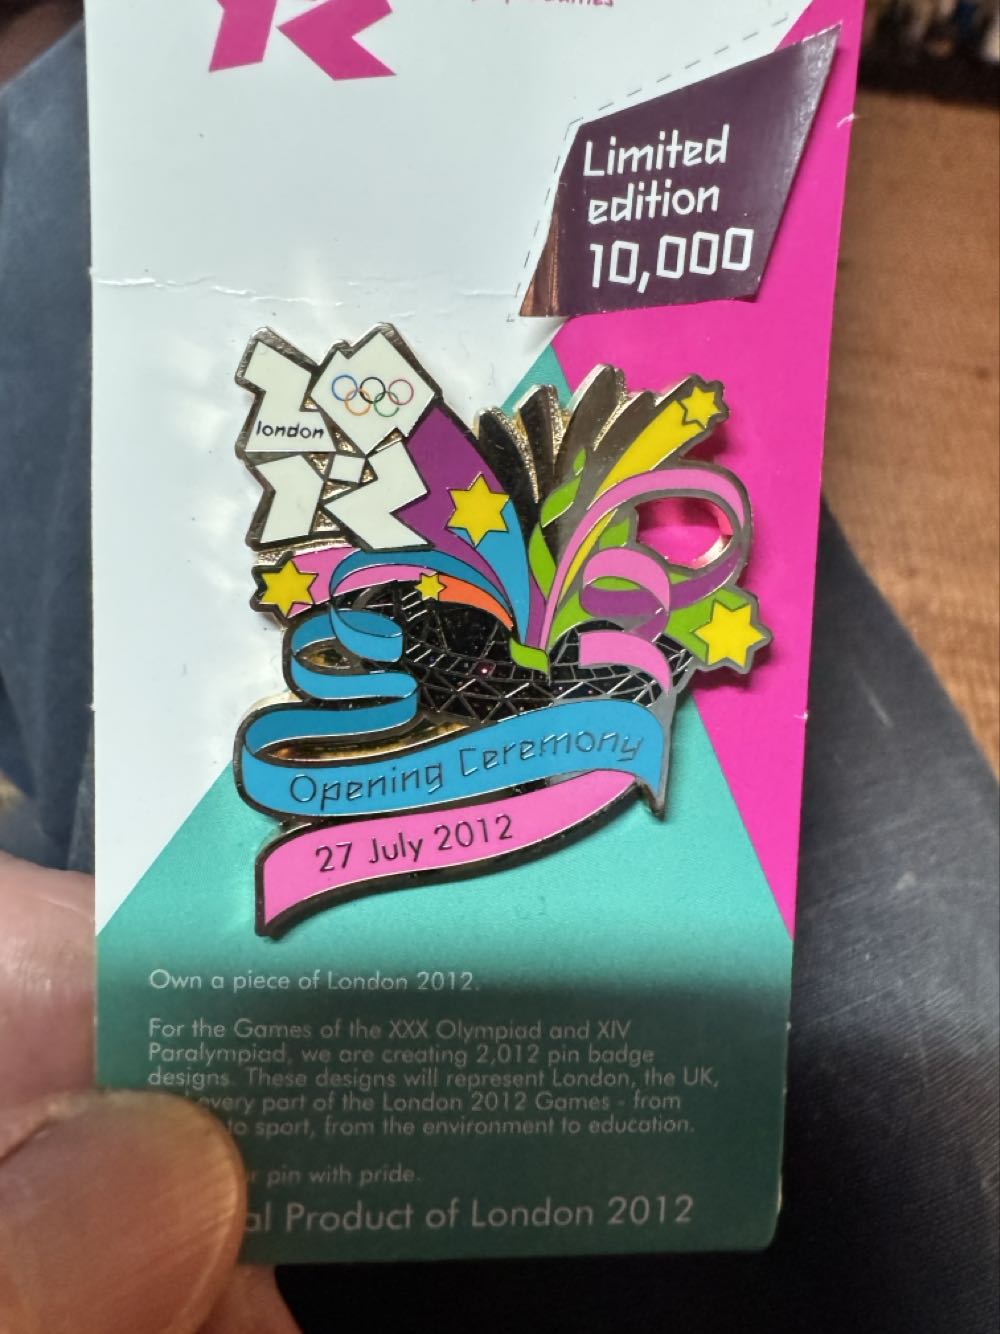 Limited
edition
10,000
london
Opening Ceremony
27 July 2012
Own a piece of London 2012.
For the Games of the XXX Olympiad and XIV
Paralympiad, we are creating 2,012 pin badge
designs. These designs will represent London, the UK,
every part of the London 2012 Games - from
to sport, from the environment to education.
pin with pride.
Product of London 2012